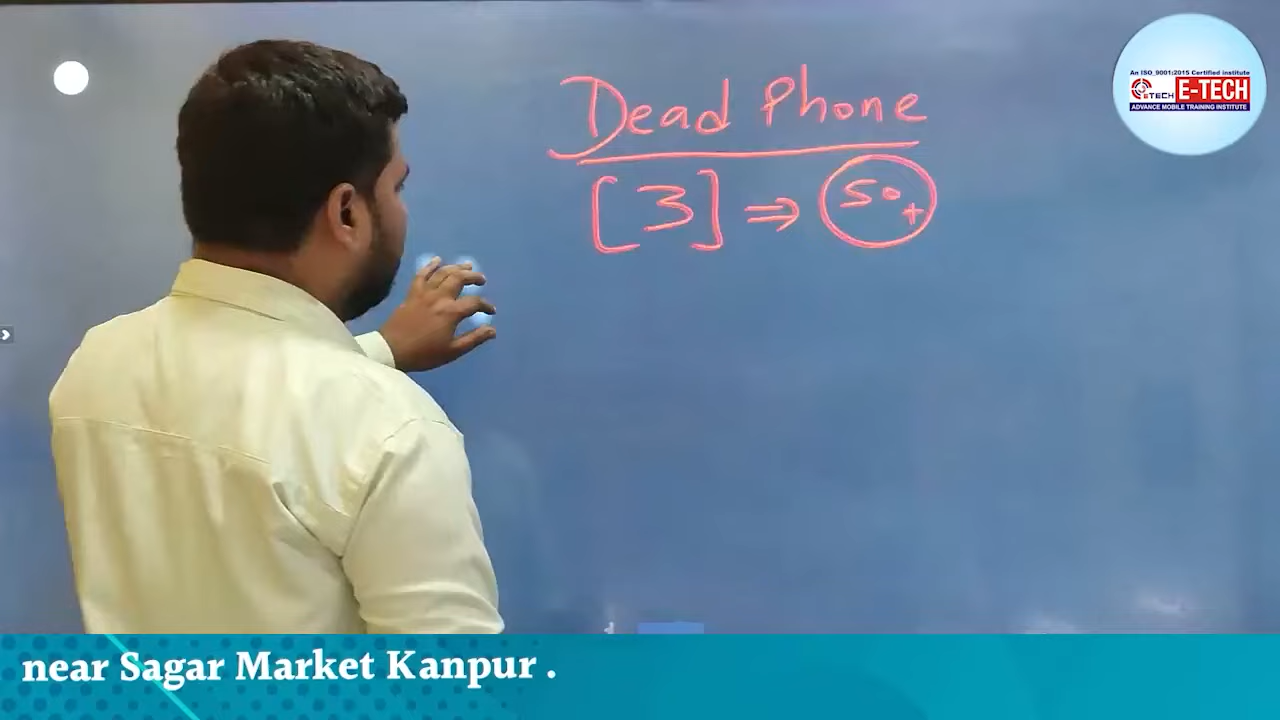 Dead Phone
[3] ⇒ 50+
An ISO 9001:2015 Certified Institute
ETECH E-TECH
ADVANCE MOBILE TRAINING INSTITUTE
near Sagar Market Kanpur .